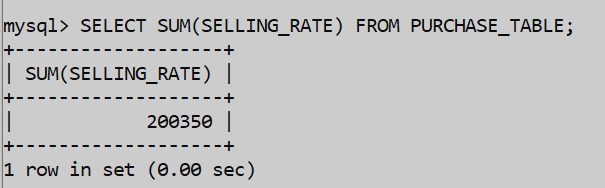 mysql> SELECT SUM(SELLING_RATE) FROM PURCHASE_TABLE;
+-------------------+
| SUM(SELLING_RATE) |
+-------------------+
|            200350 |
+-------------------+
1 row in set (0.00 sec)